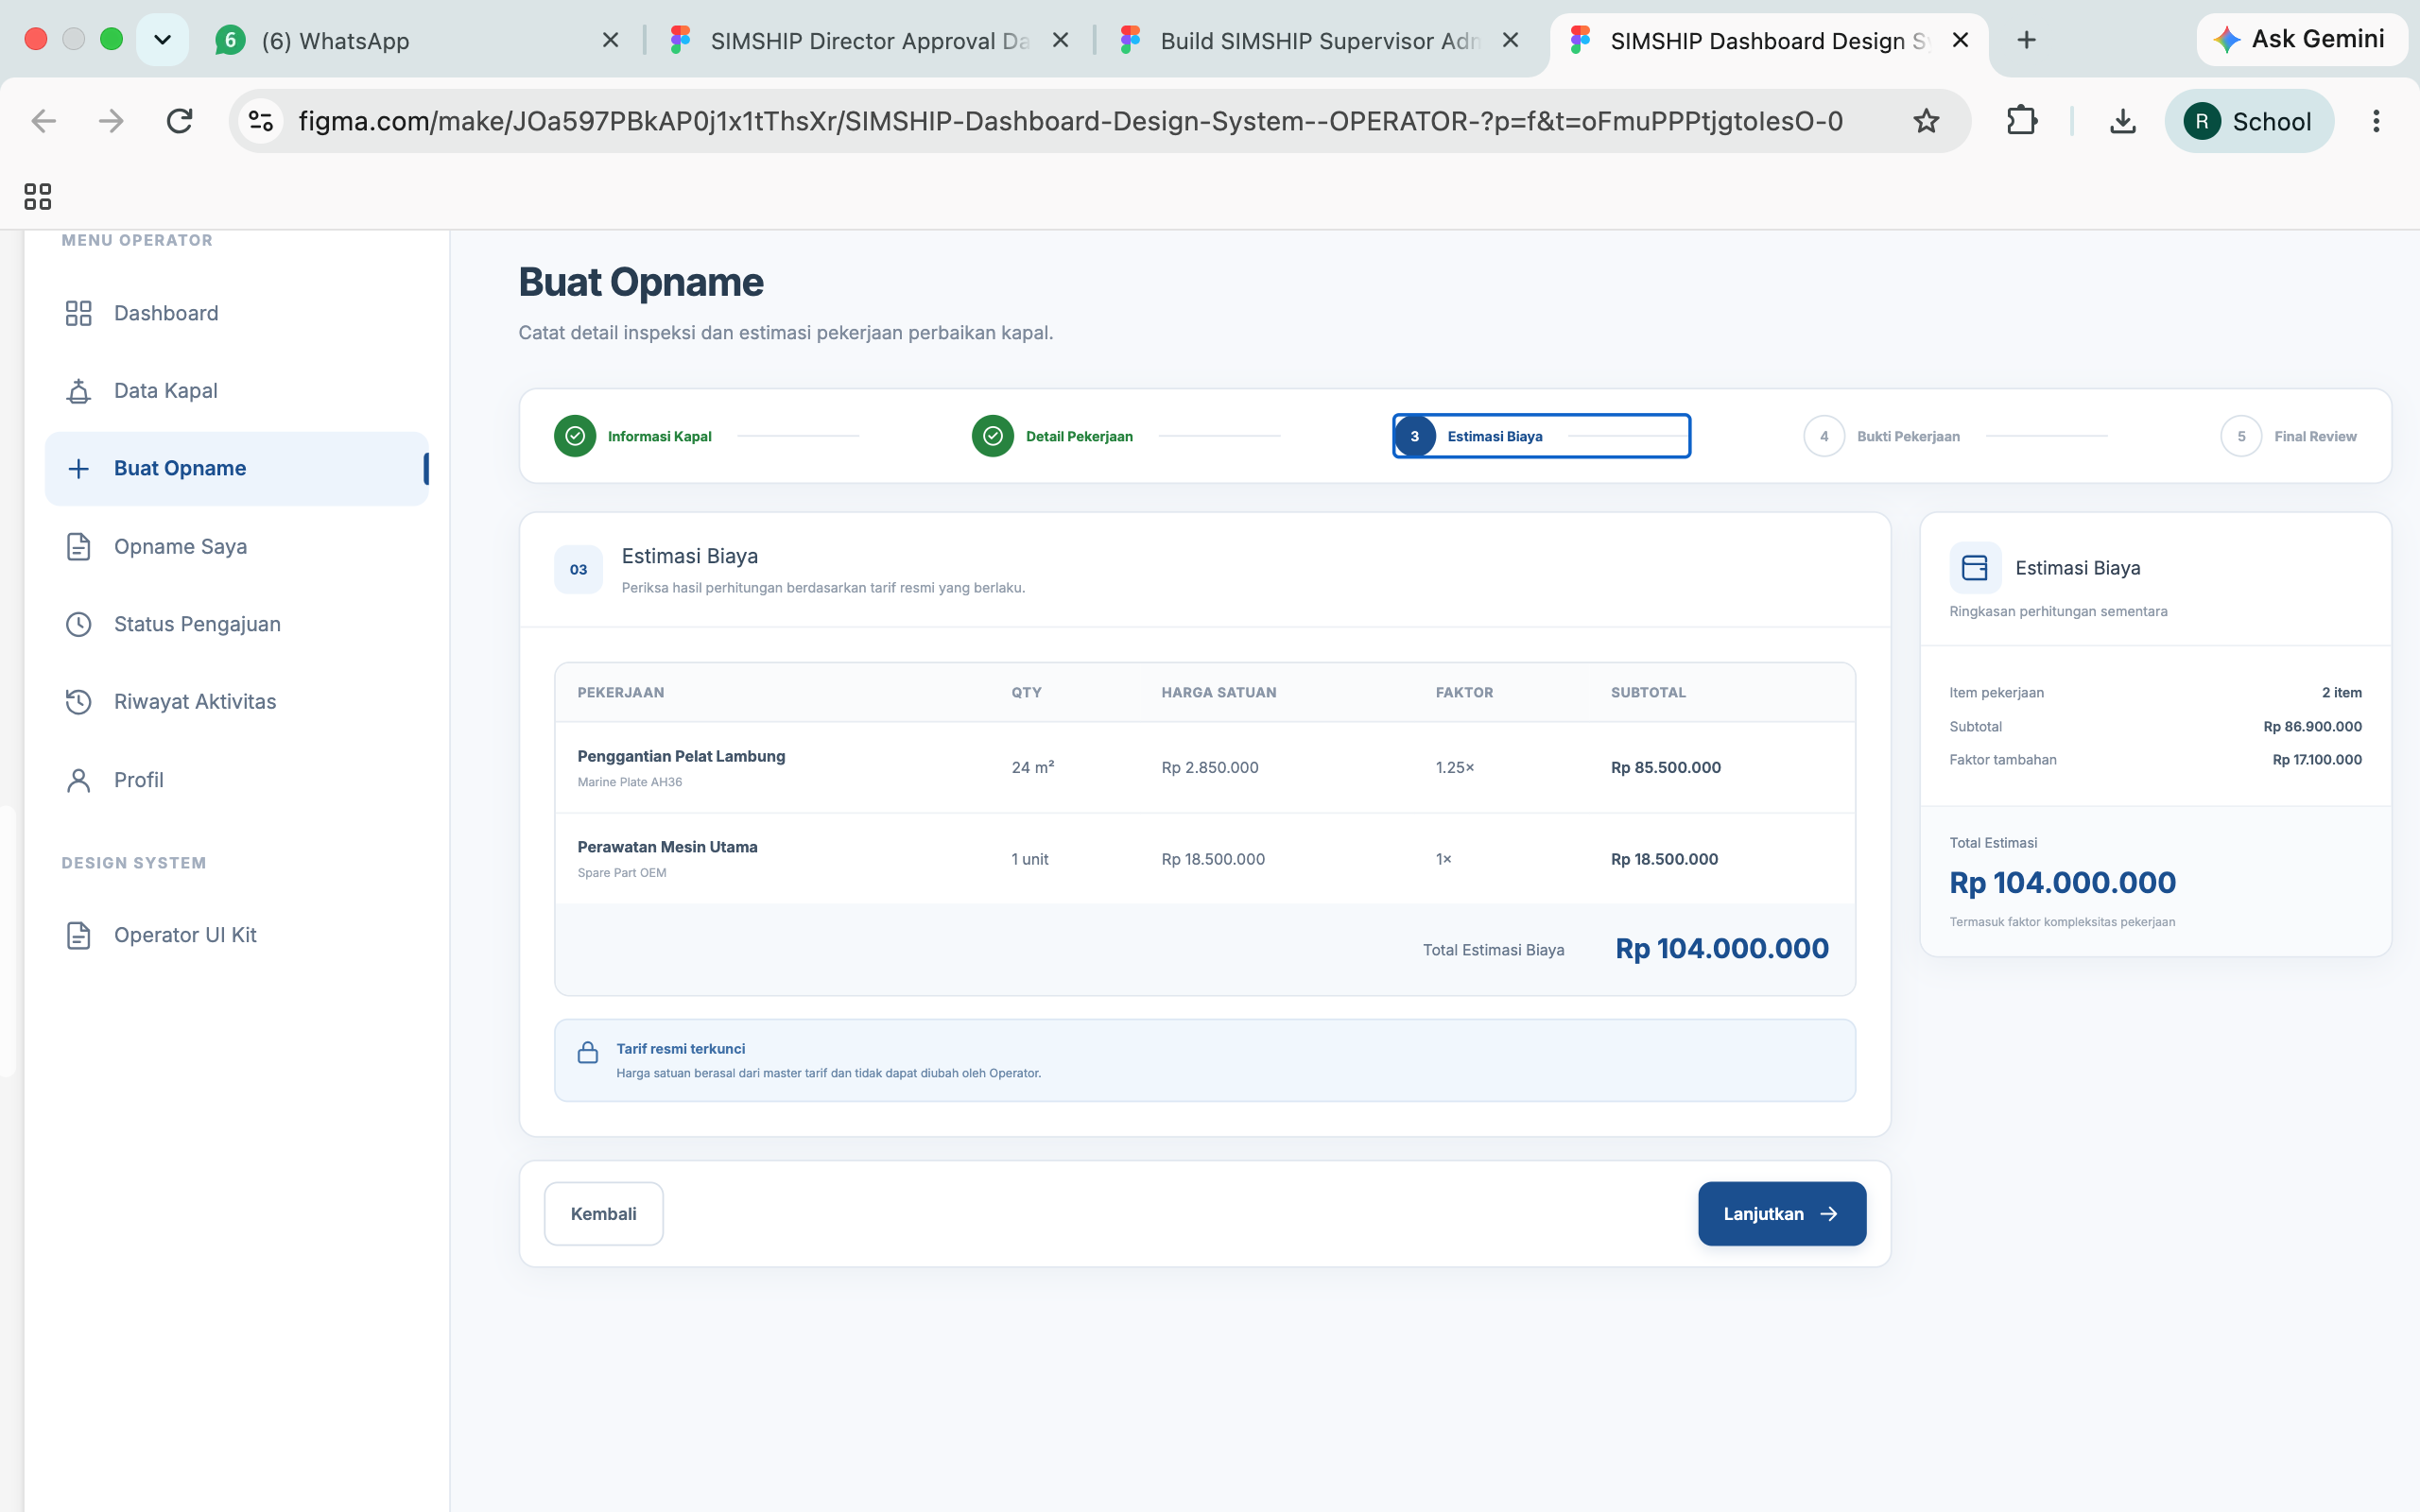 6 (6) WhatsApp
SIMSHIP Director Approval Da
Build SIMSHIP Supervisor Adn
SIMSHIP Dashboard Design Sy
Ask Gemini
figma.com/make/JOa597PBkAP0j1x1tThsXr/SIMSHIP-Dashboard-Design-System--OPERATOR-?p=f&t=oFmuPPPtjgtolesO-0
R School
MENU OPERATOR
Dashboard
Data Kapal
Buat Opname
Opname Saya
Status Pengajuan
Riwayat Aktivitas
Profil
DESIGN SYSTEM
Operator UI Kit
Buat Opname
Catat detail inspeksi dan estimasi pekerjaan perbaikan kapal.
Informasi Kapal
Detail Pekerjaan
3 Estimasi Biaya
4 Bukti Pekerjaan
5 Final Review
03
Estimasi Biaya
Periksa hasil perhitungan berdasarkan tarif resmi yang berlaku.
PEKERJAAN QTY HARGA SATUAN FAKTOR SUBTOTAL
Penggantian Pelat Lambung
Marine Plate AH36
24 m² Rp 2.850.000 1.25× Rp 85.500.000
Perawatan Mesin Utama
Spare Part OEM
1 unit Rp 18.500.000 1× Rp 18.500.000
Total Estimasi Biaya Rp 104.000.000
Tarif resmi terkunci
Harga satuan berasal dari master tarif dan tidak dapat diubah oleh Operator.
Kembali
Lanjutkan
Estimasi Biaya
Ringkasan perhitungan sementara
Item pekerjaan 2 item
Subtotal Rp 86.900.000
Faktor tambahan Rp 17.100.000
Total Estimasi
Rp 104.000.000
Termasuk faktor kompleksitas pekerjaan